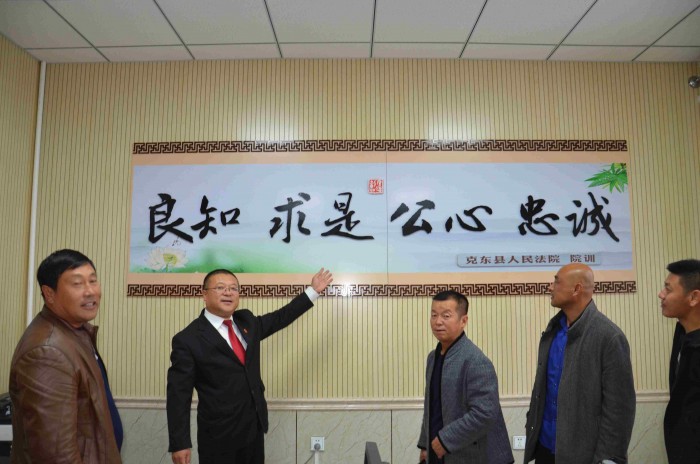 良知 求是 公心 忠诚
克东县人民法院 院训